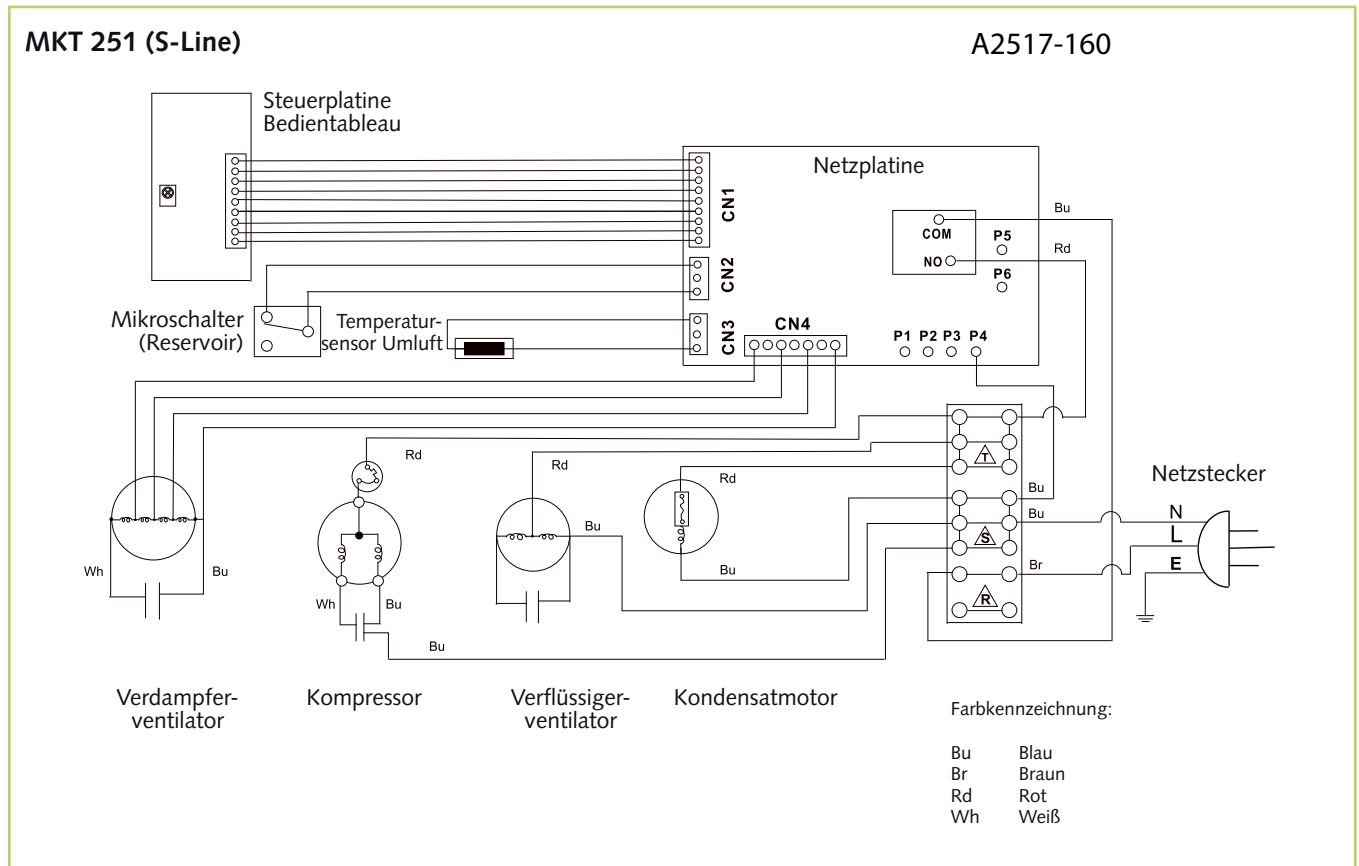 MKT 251 (S-Line)
A2517-160
Steuerplatine
Bedientableau
Netzplatine
CN1
Bu
COM
P5
Rd
NO
P6
CN2
Mikroschalter
(Reservoir)
Temperatur-
sensor Umluft
CN3
CN4
P1 P2 P3 P4
Rd
T
Rd
Rd
Netzstecker
Bu
Bu
N
Bu
S
L
Wh
Bu
Bu
Br
E
Wh
Bu
R
Bu
Verdampfer-
ventilator
Kompressor
Verflüssiger-
ventilator
Kondensatmotor
Farbkennzeichnung:
Bu Blau
Br Braun
Rd Rot
Wh Weiß